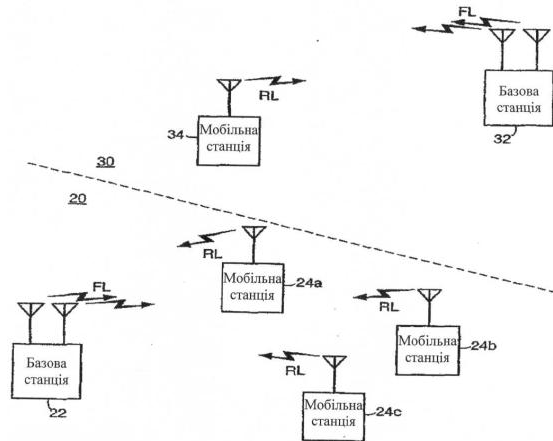 FL
RL
Базова
станція
32
34
Мобільна
станція
30
20
RL
Мобільна
станція
24a
FL
RL
Мобільна
станція
24b
Базова
станція
22
RL
Мобільна
станція
24c